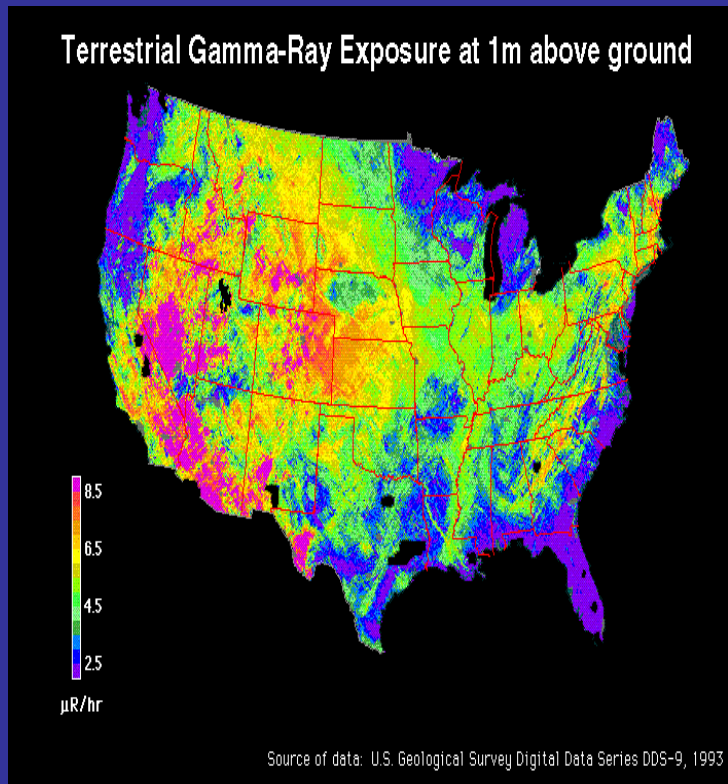 Terrestrial Gamma-Ray Exposure at 1m above ground
8.5
6.5
4.5
2.5
µR/hr
Source of data: U.S. Geological Survey Digital Data Series DDS-9, 1993